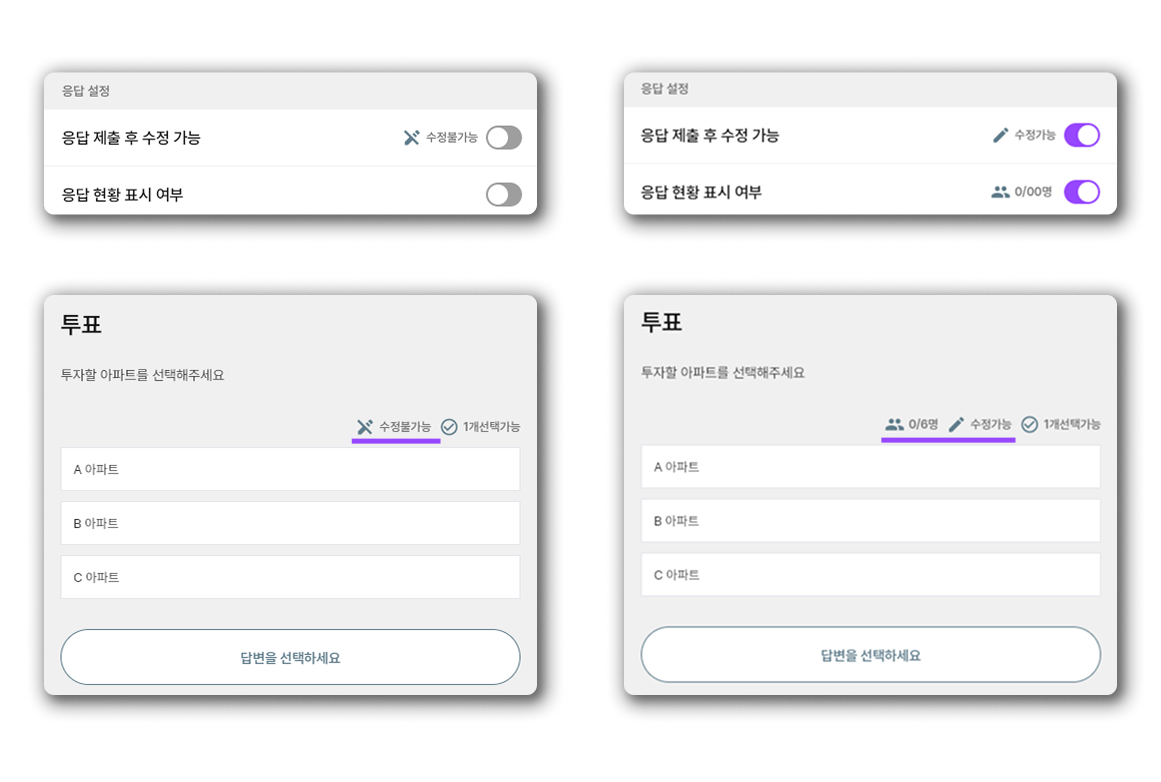 응답 설정
응답 제출 후 수정 가능 수정불가능
응답 현황 표시 여부
응답 설정
응답 제출 후 수정 가능 수정가능
응답 현황 표시 여부 0/00명
투표
투자할 아파트를 선택해주세요
수정불가능 1개선택가능
A 아파트
B 아파트
C 아파트
답변을 선택하세요
투표
투자할 아파트를 선택해주세요
0/6명 수정가능 1개선택가능
A 아파트
B 아파트
C 아파트
답변을 선택하세요